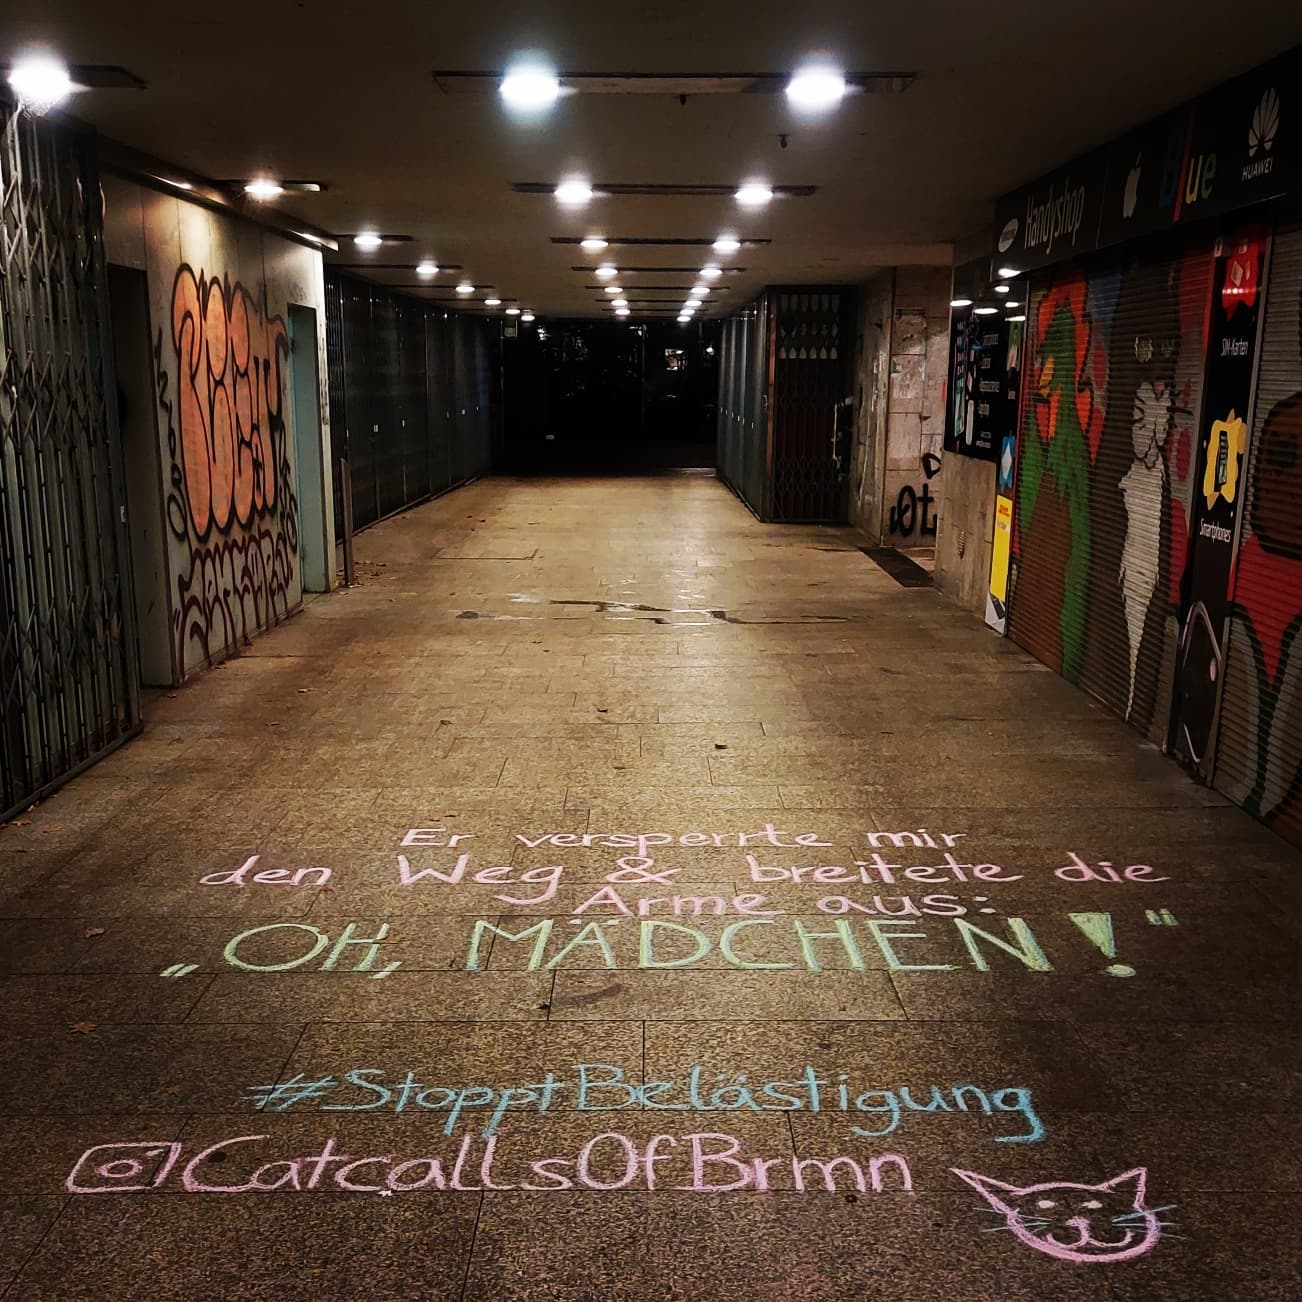 HUAWEI
Blue
Handyshop
SIM-Karten
Smartphones
Er versperrte mir
den Weg & breitete die
Arme aus:
„OH, MÄDCHEN!"
#StopptBelästigung
@CatcallsOfBrmn